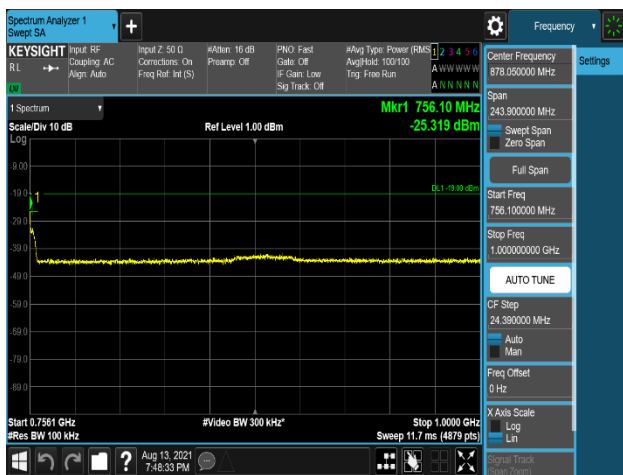 Spectrum Analyzer 1
Swept SA
Frequency
KEYSIGHT
RL
LW
Input: RF
Coupling: AC
Align: Auto
Input Z: 50 Ω
Corrections: On
Freq Ref: Int (S)
#Atten: 16 dB
Preamp: Off
PNO: Fast
Gate: Off
IF Gain: Low
Sig Track: Off
#Avg Type: Power (RMS
Avg|Hold: 100/100
Trig: Free Run
1 2 3 4 5 6
A W W W W W
A N N N N N
1 Spectrum
Scale/Div 10 dB
Log
Ref Level 1.00 dBm
Mkr1 756.10 MHz
-25.319 dBm
-9.00
-19.0
-29.0
-39.0
-49.0
-59.0
-69.0
-79.0
-89.0
1
DL1 -19.00 dBm
Start 0.7561 GHz
#Res BW 100 kHz
#Video BW 300 kHz*
Stop 1.0000 GHz
Sweep 11.7 ms (4879 pts)
Aug 13, 2021
7:48:33 PM
Center Frequency
878.050000 MHz
Settings
Span
243.900000 MHz
Swept Span
Zero Span
Full Span
Start Freq
756.100000 MHz
Stop Freq
1.000000000 GHz
AUTO TUNE
CF Step
24.390000 MHz
Auto
Man
Freq Offset
0 Hz
X Axis Scale
Log
Lin
Signal Track
(Span Zoom)